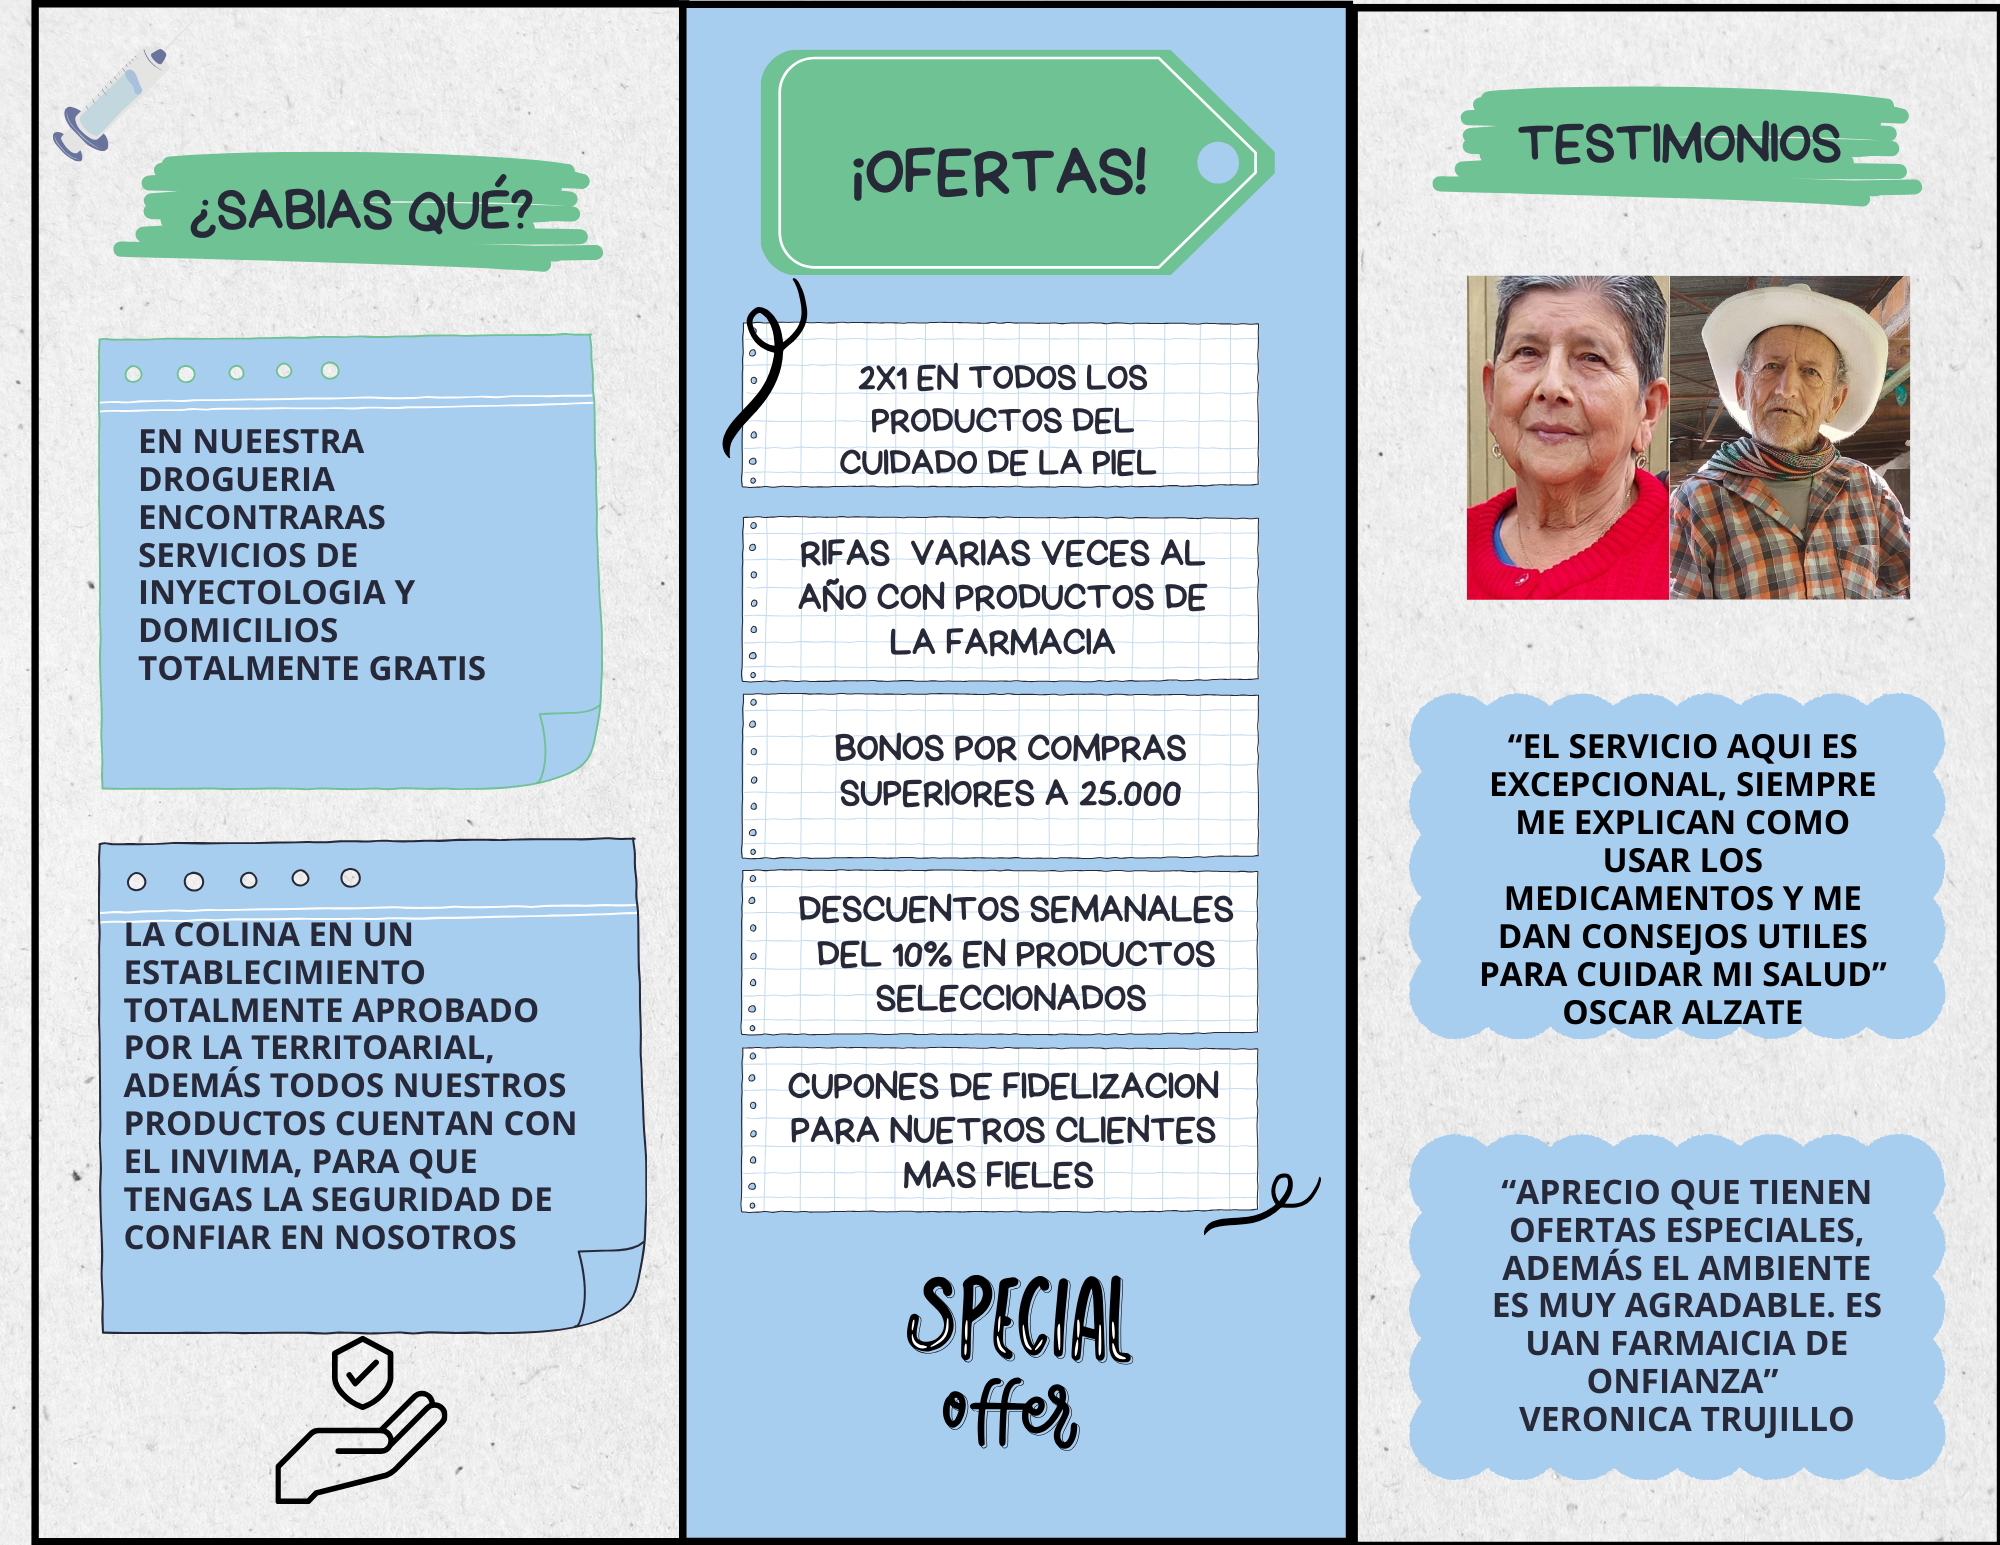 ¿SABIAS QUÉ?
EN NUEESTRA
DROGUERIA
ENCONTRARAS
SERVICIOS DE
INYECTOLOGIA Y
DOMICILIOS
TOTALMENTE GRATIS
LA COLINA EN UN
ESTABLECIMIENTO
TOTALMENTE APROBADO
POR LA TERRITOARIAL,
ADEMÁS TODOS NUESTROS
PRODUCTOS CUENTAN CON
EL INVIMA, PARA QUE
TENGAS LA SEGURIDAD DE
CONFIAR EN NOSOTROS
¡OFERTAS!
2X1 EN TODOS LOS
PRODUCTOS DEL
CUIDADO DE LA PIEL
RIFAS VARIAS VECES AL
AÑO CON PRODUCTOS DE
LA FARMACIA
BONOS POR COMPRAS
SUPERIORES A 25.000
DESCUENTOS SEMANALES
DEL 10% EN PRODUCTOS
SELECCIONADOS
CUPONES DE FIDELIZACION
PARA NUETROS CLIENTES
MAS FIELES
SPECIAL
offer
TESTIMONIOS
“EL SERVICIO AQUI ES
EXCEPCIONAL, SIEMPRE
ME EXPLICAN COMO
USAR LOS
MEDICAMENTOS Y ME
DAN CONSEJOS UTILES
PARA CUIDAR MI SALUD”
OSCAR ALZATE
“APRECIO QUE TIENEN
OFERTAS ESPECIALES,
ADEMÁS EL AMBIENTE
ES MUY AGRADABLE. ES
UAN FARMAICIA DE
ONFIANZA”
VERONICA TRUJILLO